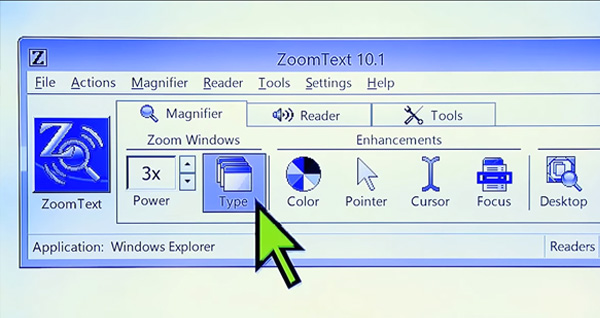 Z ZoomText 10.1
File Actions Magnifier Reader Tools Settings Help
Magnifier Reader Tools
Zoom Windows Enhancements
3x
ZoomText Power Type Color Pointer Cursor Focus Desktop
Application: Windows Explorer Readers